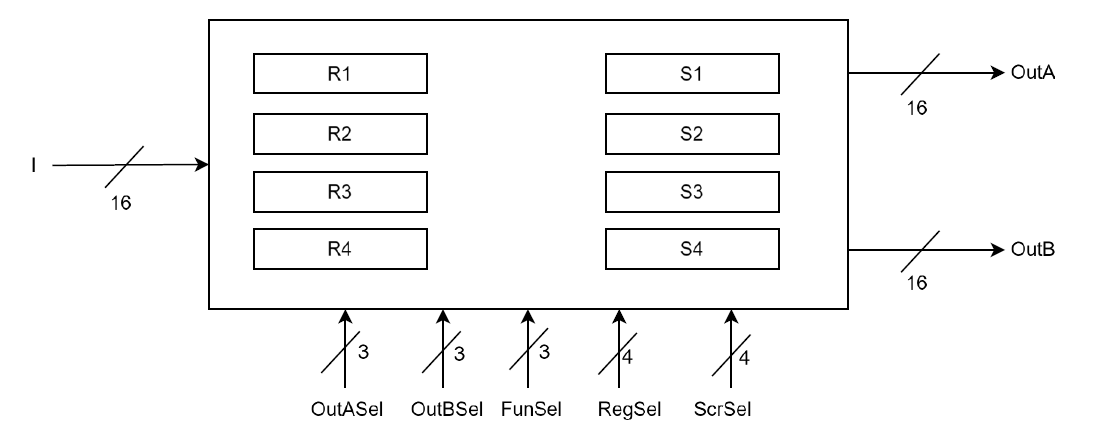 R1
S1
OutA
16
R2
S2
I
16
R3
S3
R4
S4
OutB
16
3
3
3
4
4
OutASel
OutBSel
FunSel
RegSel
ScrSel